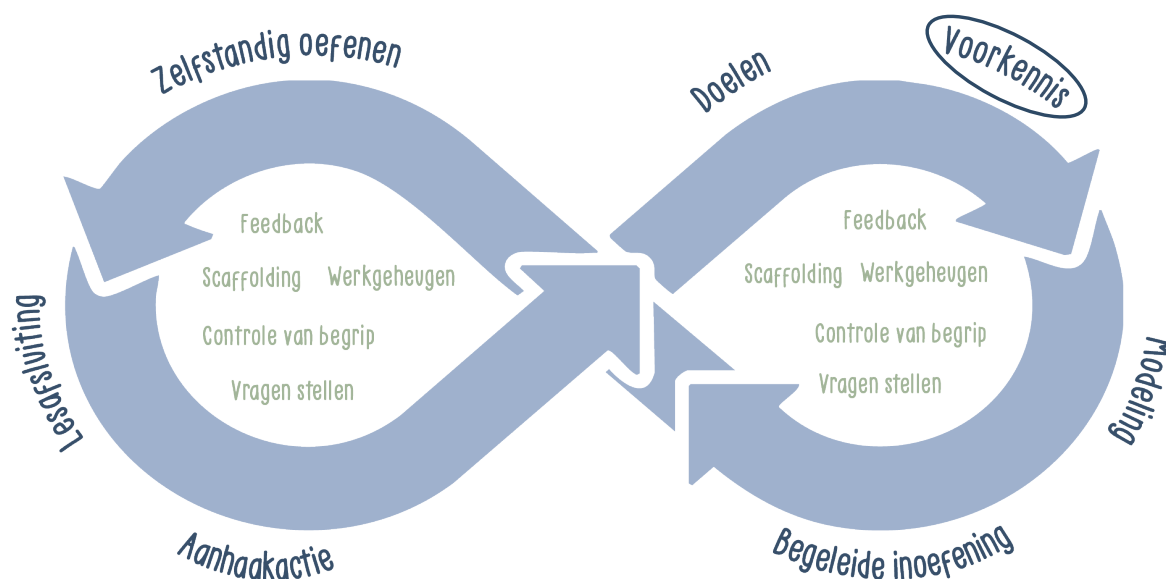 Zelfstandig oefenen
Doelen
Voorkennis
Feedback
Scaffolding Werkgeheugen
Controle van begrip
Vragen stellen
Feedback
Scaffolding Werkgeheugen
Controle van begrip
Vragen stellen
Lesafsluiting
Modeling
Aanhaakactie
Begeleide inoefening